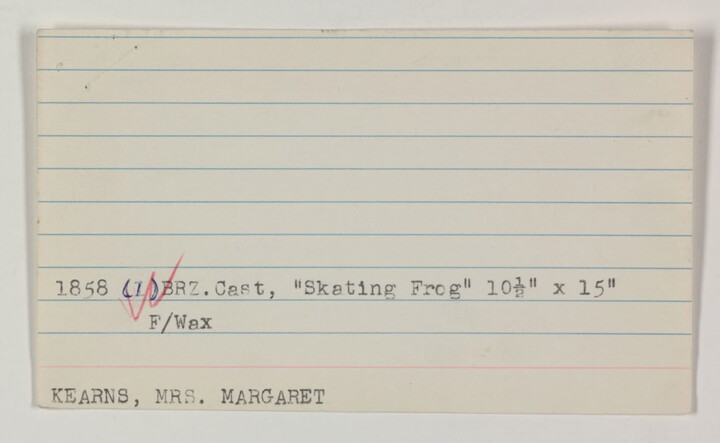 1858 (1)BRZ.Cast, "Skating Frog" 10½" x 15"
F/Wax
KEARNS, MRS. MARGARET